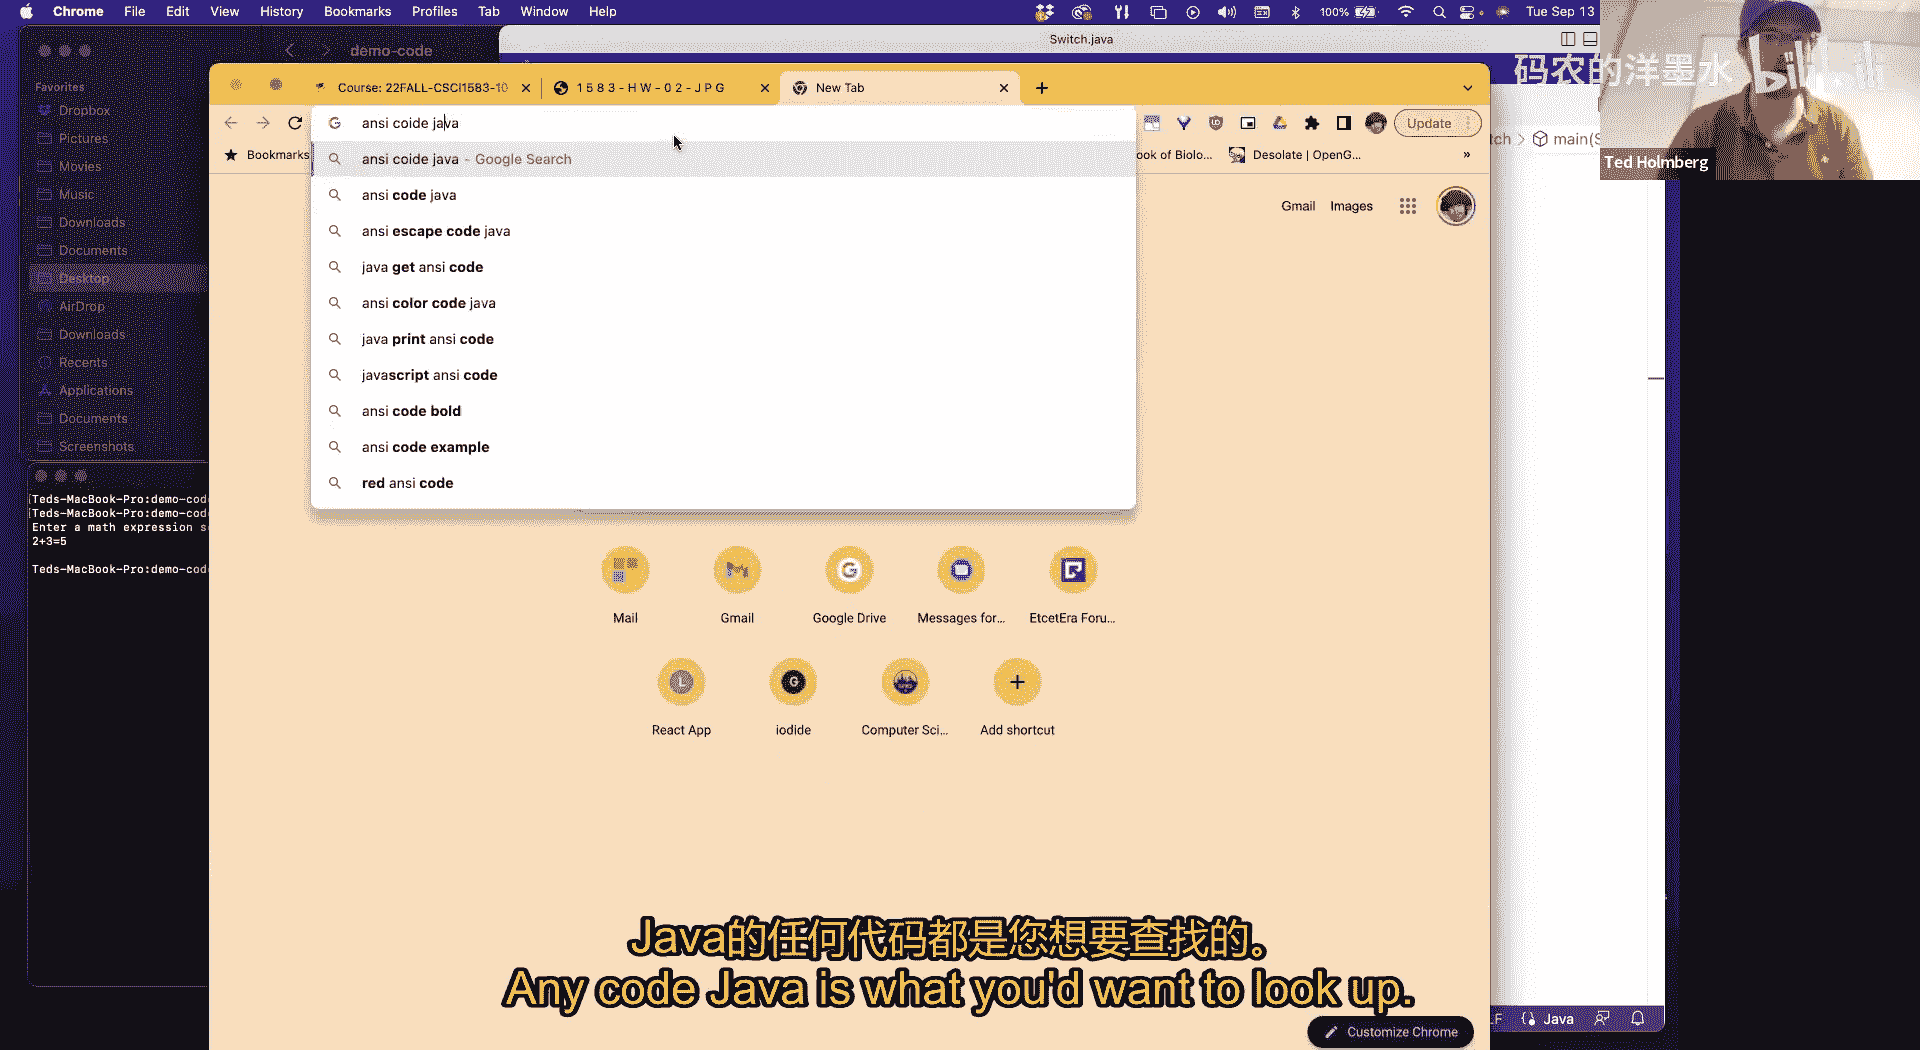 Chrome File Edit View History Bookmarks Profiles Tab Window Help
100% Tue Sep 13
Switch.java
demo-code
码农的洋墨水 bilibili
Ted Holmberg
Favorites
Dropbox
Pictures
Movies
Music
Downloads
Documents
Desktop
AirDrop
Downloads
Recents
Applications
Documents
Screenshots
Course: 22FALL-CSCI1583-10
1 5 8 3 - H W - 0 2 - J P G
New Tab
ansi coide java
Update
Bookmarks
ook of Biolo...
Desolate | OpenG...
»
tch > main(S
ansi coide java - Google Search
ansi code java
ansi escape code java
java get ansi code
ansi color code java
java print ansi code
javascript ansi code
ansi code bold
ansi code example
red ansi code
Gmail Images
Teds-MacBook-Pro:demo-cod
Teds-MacBook-Pro:demo-cod
Enter a math expression s
2+3=5
Teds-MacBook-Pro:demo-cod
Mail
Gmail
Google Drive
Messages for...
EtcetEra Foru...
React App
iodide
Computer Sci...
Add shortcut
Java的任何代码都是您想要查找的。
Any code Java is what you'd want to look up.
Customize Chrome
LF Java